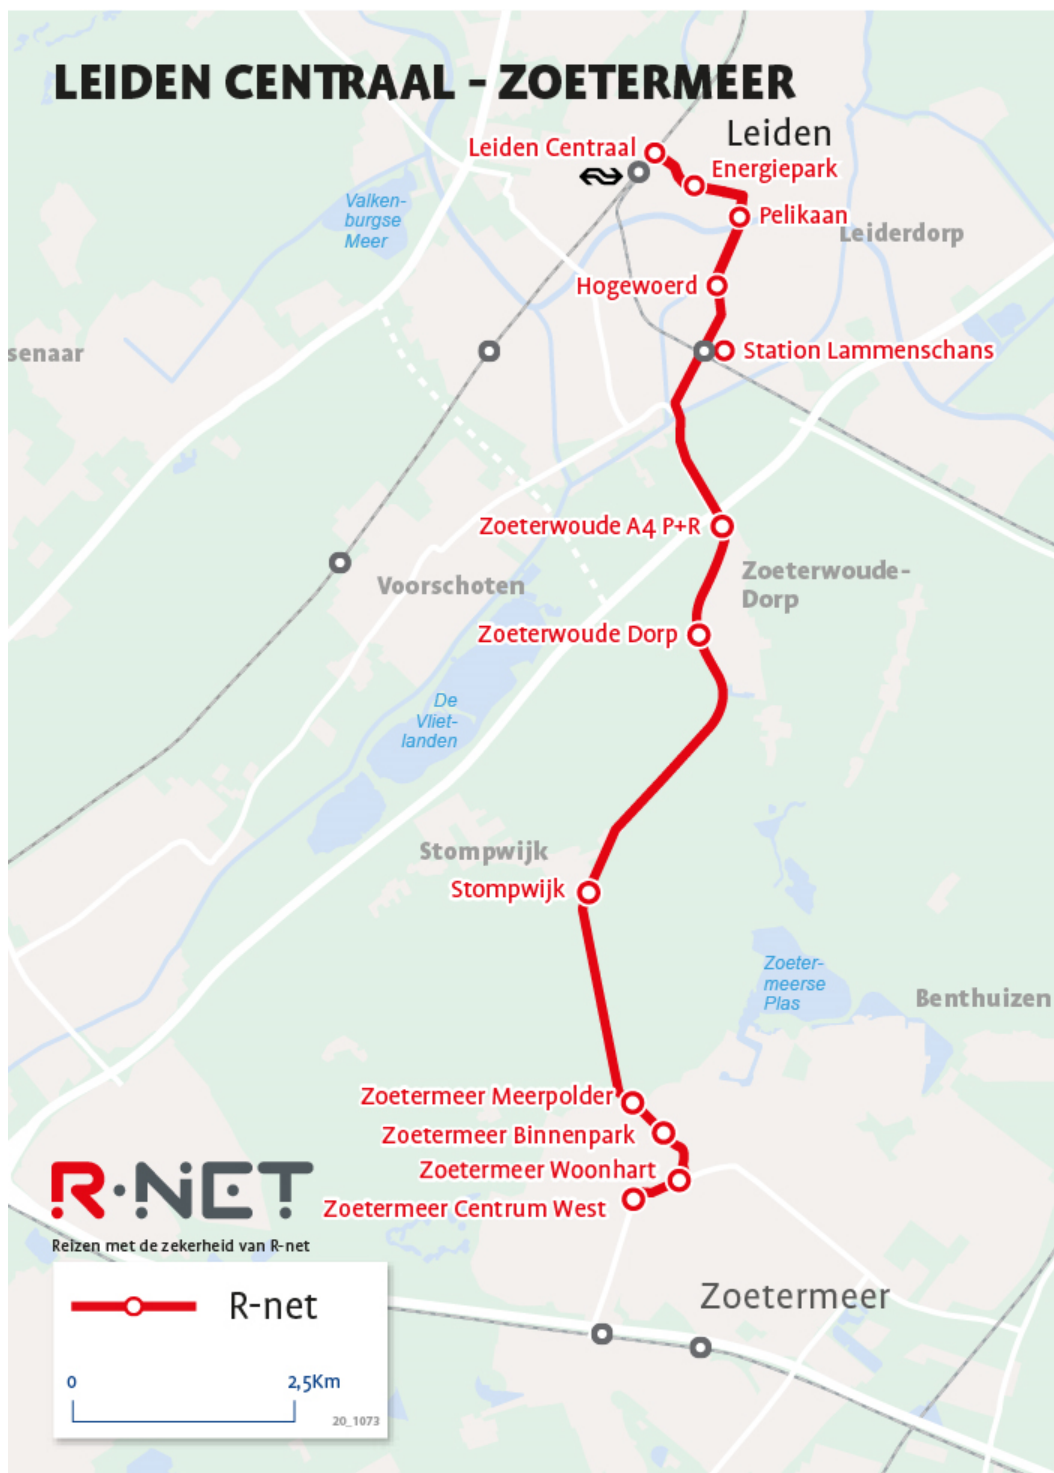 LEIDEN CENTRAAL - ZOETERMEER
Leiden
Leiden Centraal
Energiepark
Valken-
burgse
Meer
Pelikaan
Leiderdorp
Hogewoerd
senaar
Station Lammenschans
Zoeterwoude A4 P+R
Voorschoten
Zoeterwoude-
Dorp
Zoeterwoude Dorp
De
Vliet-
landen
Stompwijk
Stompwijk
Zoeter-
meerse
Plas
Benthuizen
Zoetermeer Meerpolder
Zoetermeer Binnenpark
Zoetermeer Woonhart
Zoetermeer Centrum West
R·NET
Reizen met de zekerheid van R-net
R-net
Zoetermeer
0 2,5Km
20_1073